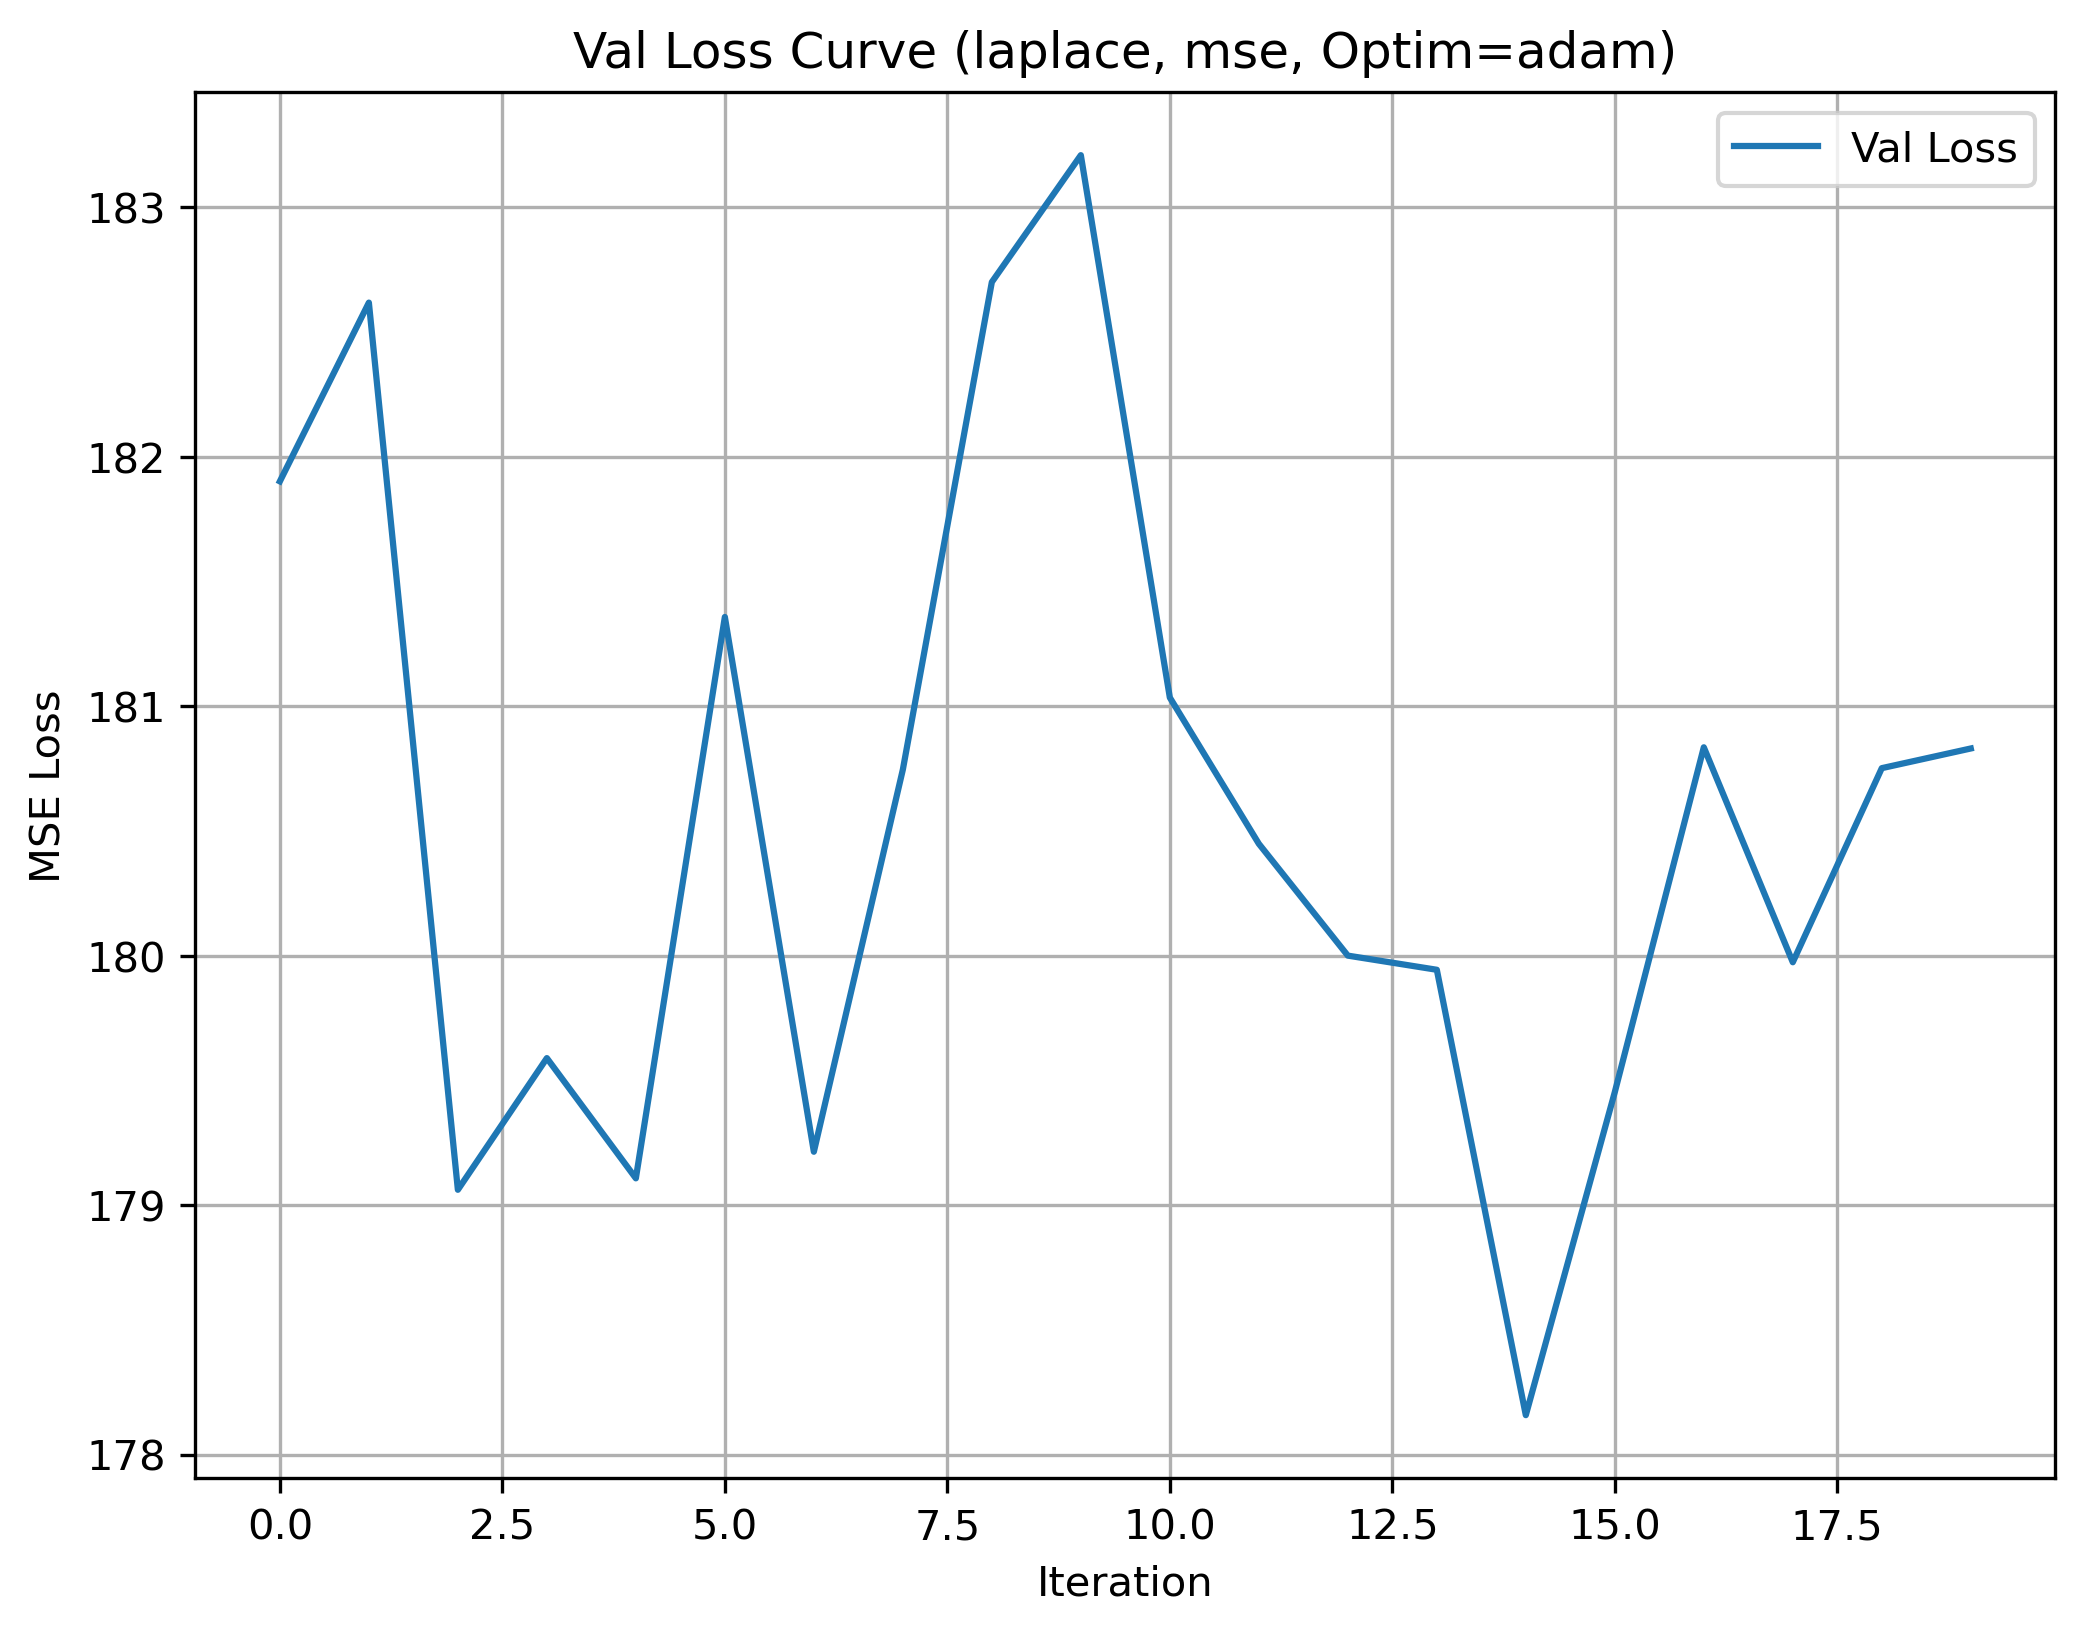 Val Loss Curve (laplace, mse, Optim=adam)
Val Loss
183
182
181
180
179
178
MSE Loss
0.0 2.5 5.0 7.5 10.0 12.5 15.0 17.5
Iteration